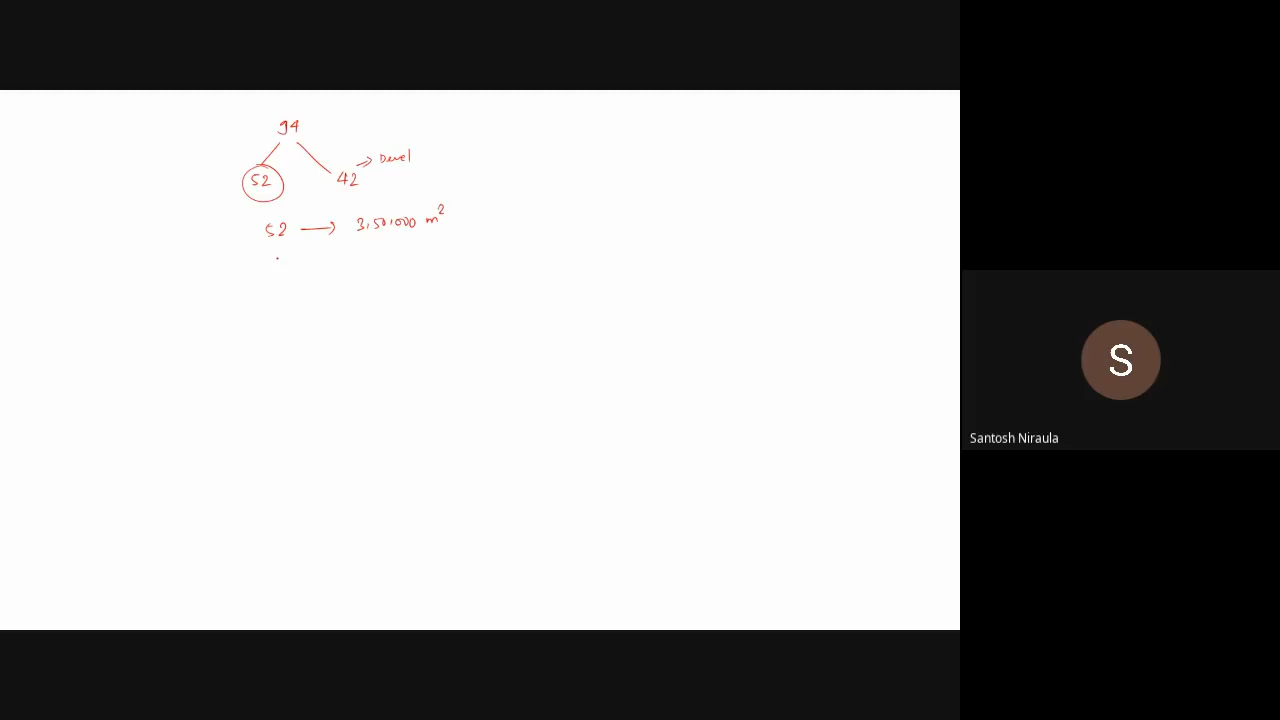 94
52 42 → Devel
52 → 3,50,000 m²
S
Santosh Niraula